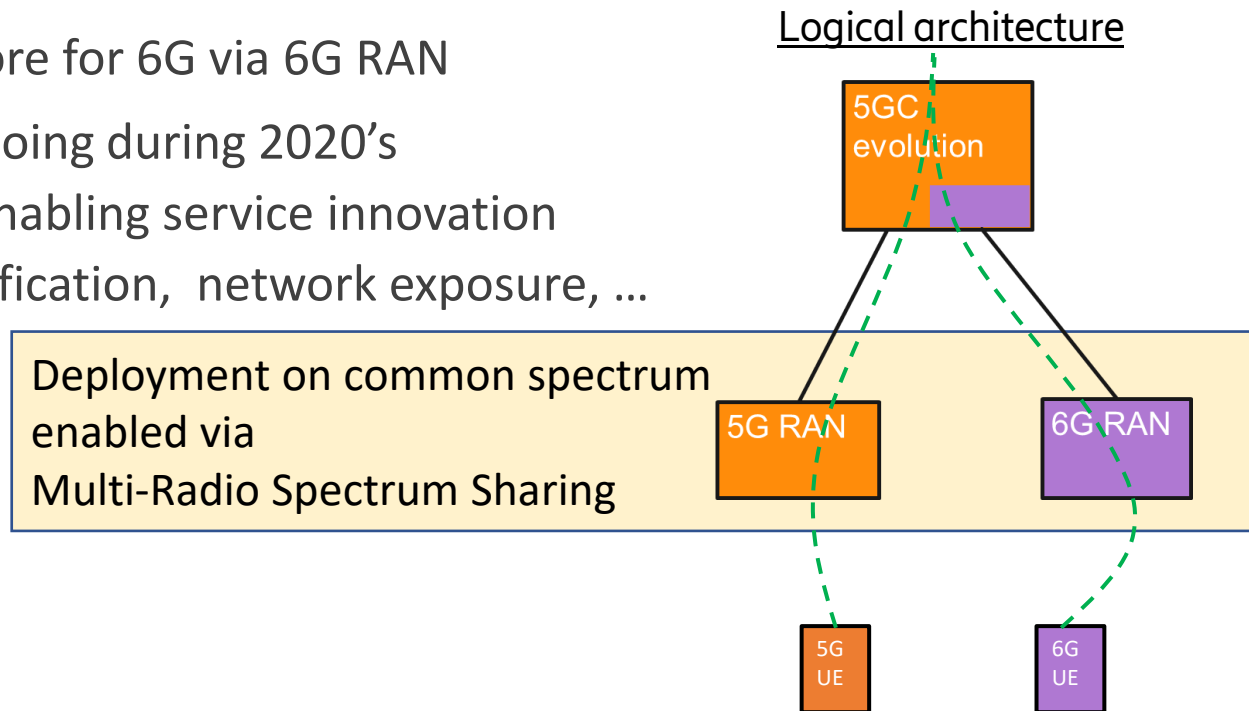 Logical architecture
ore for 6G via 6G RAN
oing during 2020’s
nabling service innovation
fication, network exposure, …
5GC
evolution
Deployment on common spectrum
enabled via
Multi-Radio Spectrum Sharing
5G RAN
6G RAN
5G
UE
6G
UE